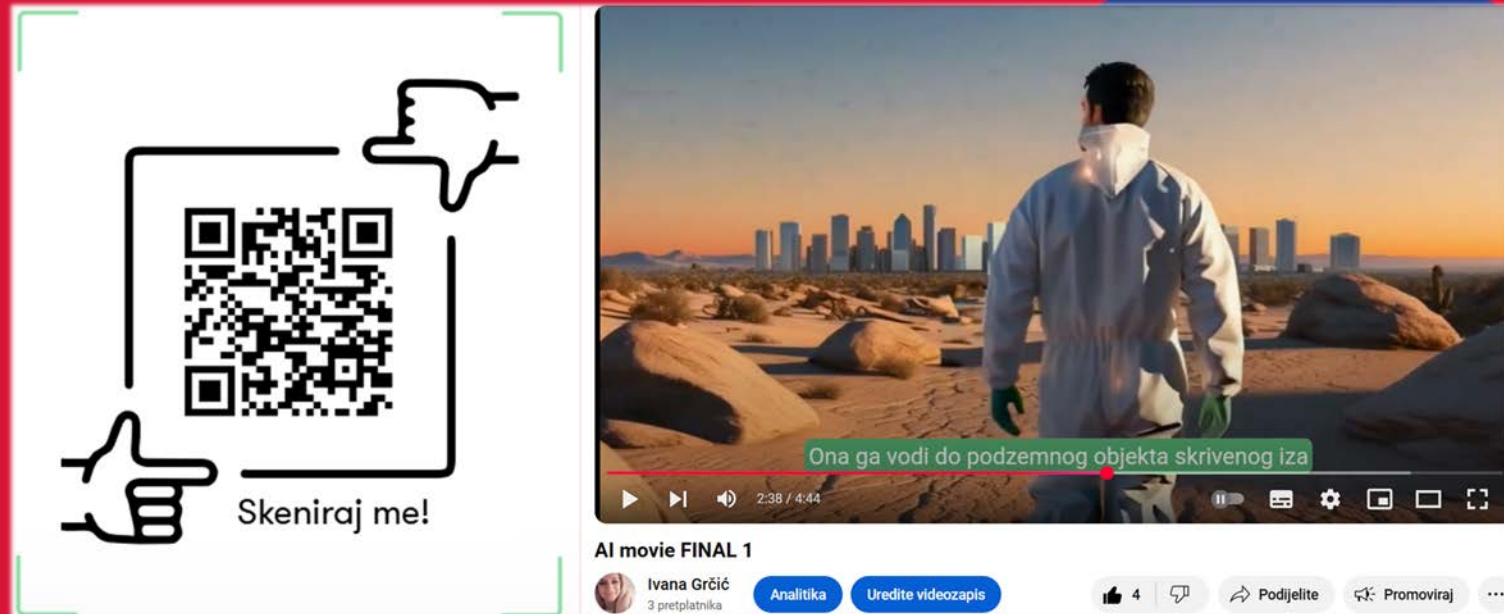 Skeniraj me!
Ona ga vodi do podzemnog objekta skrivenog iza
2:38 / 4:44
AI movie FINAL 1
Ivana Grčić
3 pretplatnika
Analitika
Uredite videozapis
4
Podijelite
Promoviraj